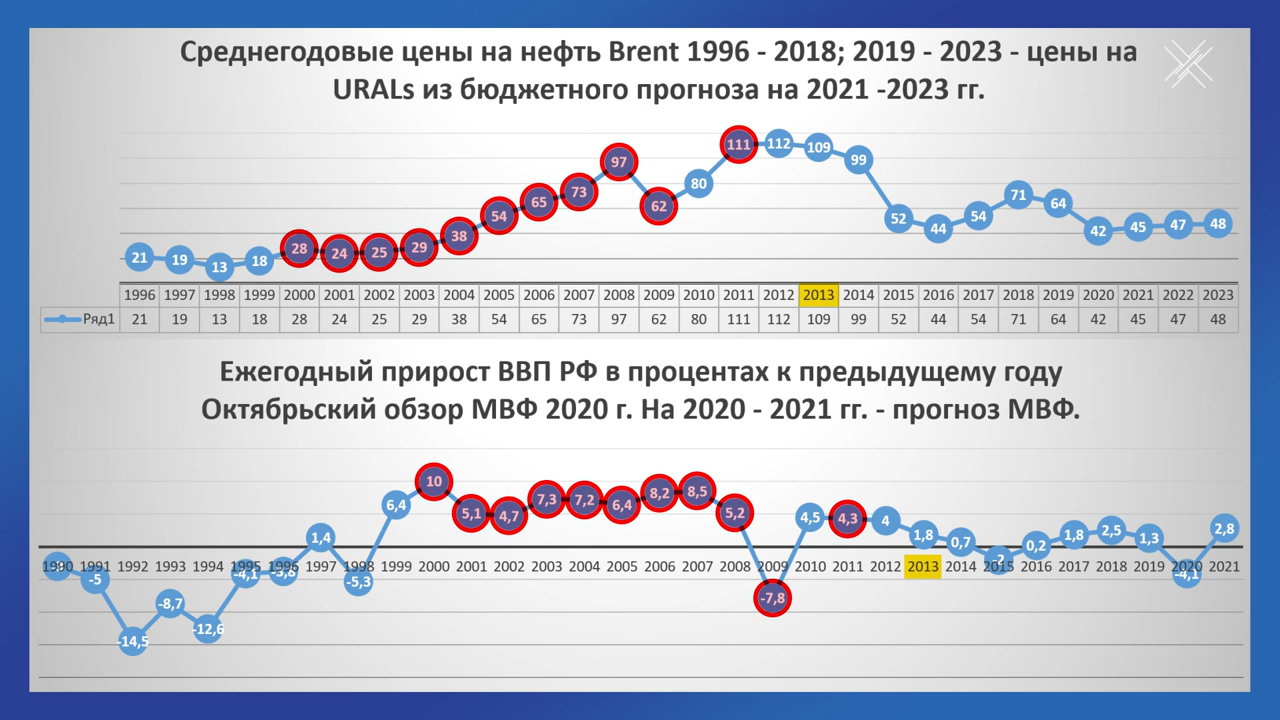 Среднегодовые цены на нефть Brent 1996 - 2018; 2019 - 2023 - цены на
URALs из бюджетного прогноза на 2021 -2023 гг.
21 19 13 18 28 24 25 29 38 54 65 73 97 62 80 111 112 109 99 52 44 54 71 64 42 45 47 48
1996 1997 1998 1999 2000 2001 2002 2003 2004 2005 2006 2007 2008 2009 2010 2011 2012 2013 2014 2015 2016 2017 2018 2019 2020 2021 2022 2023
Ряд1 21 19 13 18 28 24 25 29 38 54 65 73 97 62 80 111 112 109 99 52 44 54 71 64 42 45 47 48
Ежегодный прирост ВВП РФ в процентах к предыдущему году
Октябрьский обзор МВФ 2020 г. На 2020 - 2021 гг. - прогноз МВФ.
-5 -14,5 -8,7 -12,6 -4,1 -3,8 1,4 -5,3 6,4 10 5,1 4,7 7,3 7,2 6,4 8,2 8,5 5,2 -7,8 4,5 4,3 4 1,8 0,7 -2 0,2 1,8 2,5 1,3 -4,1 2,8
1990 1991 1992 1993 1994 1995 1996 1997 1998 1999 2000 2001 2002 2003 2004 2005 2006 2007 2008 2009 2010 2011 2012 2013 2014 2015 2016 2017 2018 2019 2020 2021